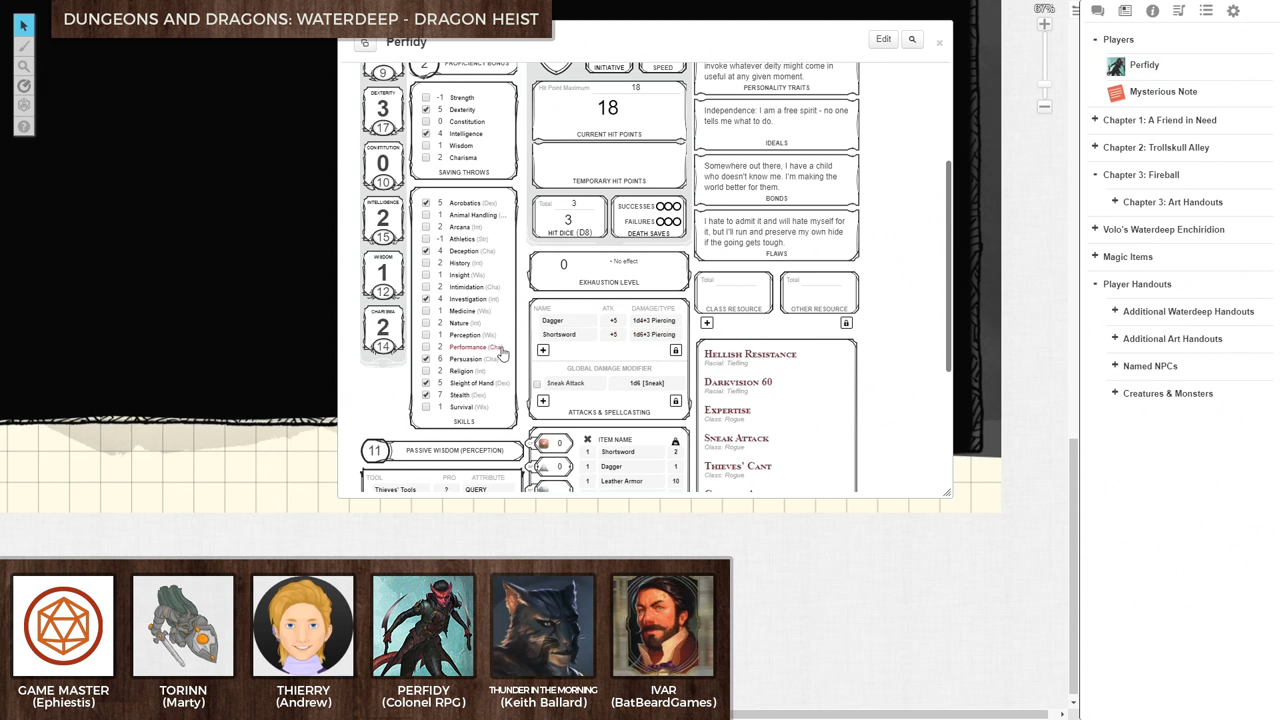 DUNGEONS AND DRAGONS: WATERDEEP - DRAGON HEIST
Perfidy
Edit
67%
9
2
PROFICIENCY BONUS
DEXTERITY
3
17
CONSTITUTION
0
10
INTELLIGENCE
2
15
WISDOM
1
12
CHARISMA
2
14
-1 Strength
5 Dexterity
0 Constitution
4 Intelligence
1 Wisdom
2 Charisma
SAVING THROWS
5 Acrobatics (Dex)
1 Animal Handling (...
2 Arcana (Int)
-1 Athletics (Str)
4 Deception (Cha)
2 History (Int)
1 Insight (Wis)
2 Intimidation (Cha)
4 Investigation (Int)
1 Medicine (Wis)
2 Nature (Int)
1 Perception (Wis)
2 Performance (Cha)
6 Persuasion (Cha)
2 Religion (Int)
5 Sleight of Hand (Dex)
7 Stealth (Dex)
1 Survival (Wis)
SKILLS
11 PASSIVE WISDOM (PERCEPTION)
TOOL PRO ATTRIBUTE
Thieves' Tools ? QUERY
INITIATIVE
SPEED
Hit Point Maximum 18
18
CURRENT HIT POINTS
TEMPORARY HIT POINTS
Total 3
3
HIT DICE (D8)
SUCCESSES
FAILURES
DEATH SAVES
0 - No effect
EXHAUSTION LEVEL
NAME ATK DAMAGE/TYPE
Dagger +5 1d4+3 Piercing
Shortsword +5 1d6+3 Piercing
GLOBAL DAMAGE MODIFIER
Sneak Attack 1d6 [Sneak]
ATTACKS & SPELLCASTING
0
0
ITEM NAME
1 Shortsword 2
1 Dagger 1
1 Leather Armor 10
invoke whatever deity might come in
useful at any given moment.
PERSONALITY TRAITS
Independence: I am a free spirit - no one
tells me what to do.
IDEALS
Somewhere out there, I have a child
who doesn't know me. I'm making the
world better for them.
BONDS
I hate to admit it and will hate myself for
it, but I'll run and preserve my own hide
if the going gets tough.
FLAWS
Total
CLASS RESOURCE
Total
OTHER RESOURCE
HELLISH RESISTANCE
Racial: Tiefling
DARKVISION 60
Racial: Tiefling
EXPERTISE
Class: Rogue
SNEAK ATTACK
Class: Rogue
THIEVES' CANT
Class: Rogue
Players
Perfidy
Mysterious Note
Chapter 1: A Friend in Need
Chapter 2: Trollskull Alley
Chapter 3: Fireball
Chapter 3: Art Handouts
Volo's Waterdeep Enchiridion
Magic Items
Player Handouts
Additional Waterdeep Handouts
Additional Art Handouts
Named NPCs
Creatures & Monsters
GAME MASTER
(Ephiestis)
TORINN
(Marty)
THIERRY
(Andrew)
PERFIDY
(Colonel RPG)
THUNDER IN THE MORNING
(Keith Ballard)
IVAR
(BatBeardGames)